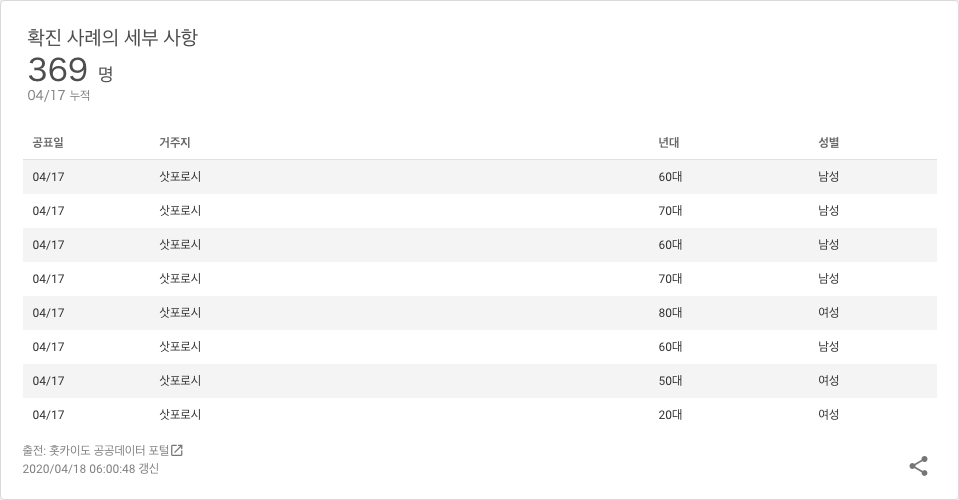 확진 사례의 세부 사항
369 명
04/17 누적
공표일 거주지 년대 성별
04/17 삿포로시 60대 남성
04/17 삿포로시 70대 남성
04/17 삿포로시 60대 남성
04/17 삿포로시 70대 남성
04/17 삿포로시 80대 여성
04/17 삿포로시 60대 남성
04/17 삿포로시 50대 여성
04/17 삿포로시 20대 여성
출전: 홋카이도 공공데이터 포털
2020/04/18 06:00:48 갱신